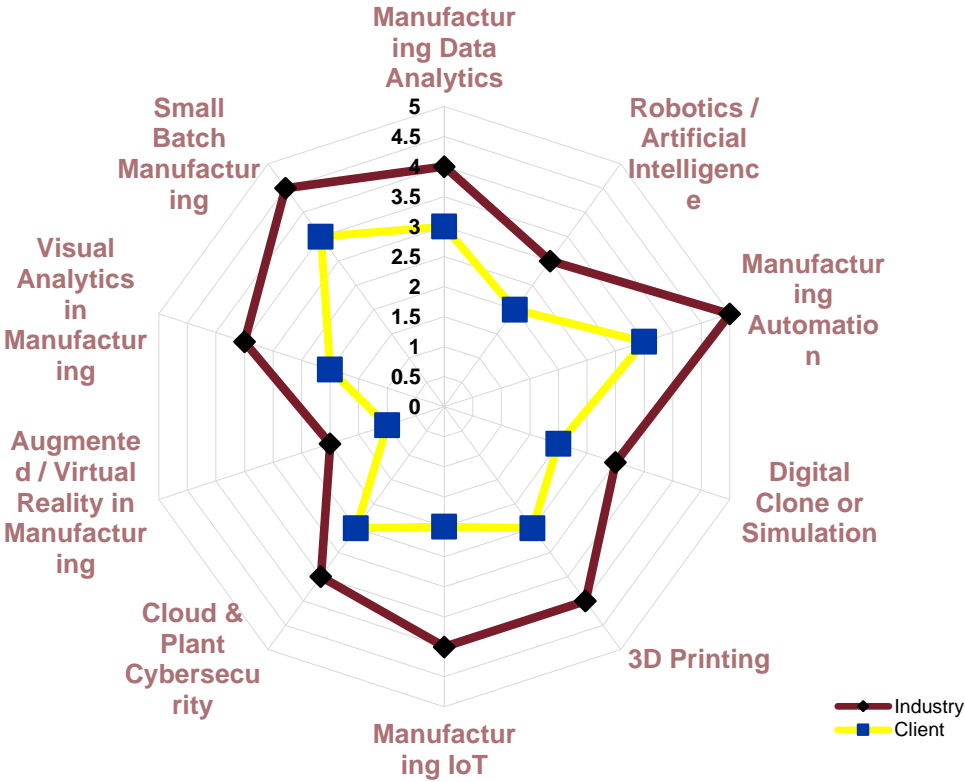 Manufactur
ing Data
Analytics
Robotics /
Artificial
Intelligenc
e
Manufactur
ing
Automatio
n
Digital
Clone or
Simulation
3D Printing
Manufactur
ing IoT
Cloud &
Plant
Cybersecu
rity
Augmente
d / Virtual
Reality in
Manufactur
ing
Visual
Analytics
in
Manufactur
ing
Small
Batch
Manufactur
ing
5
4.5
4
3.5
3
2.5
2
1.5
1
0.5
0
Industry
Client